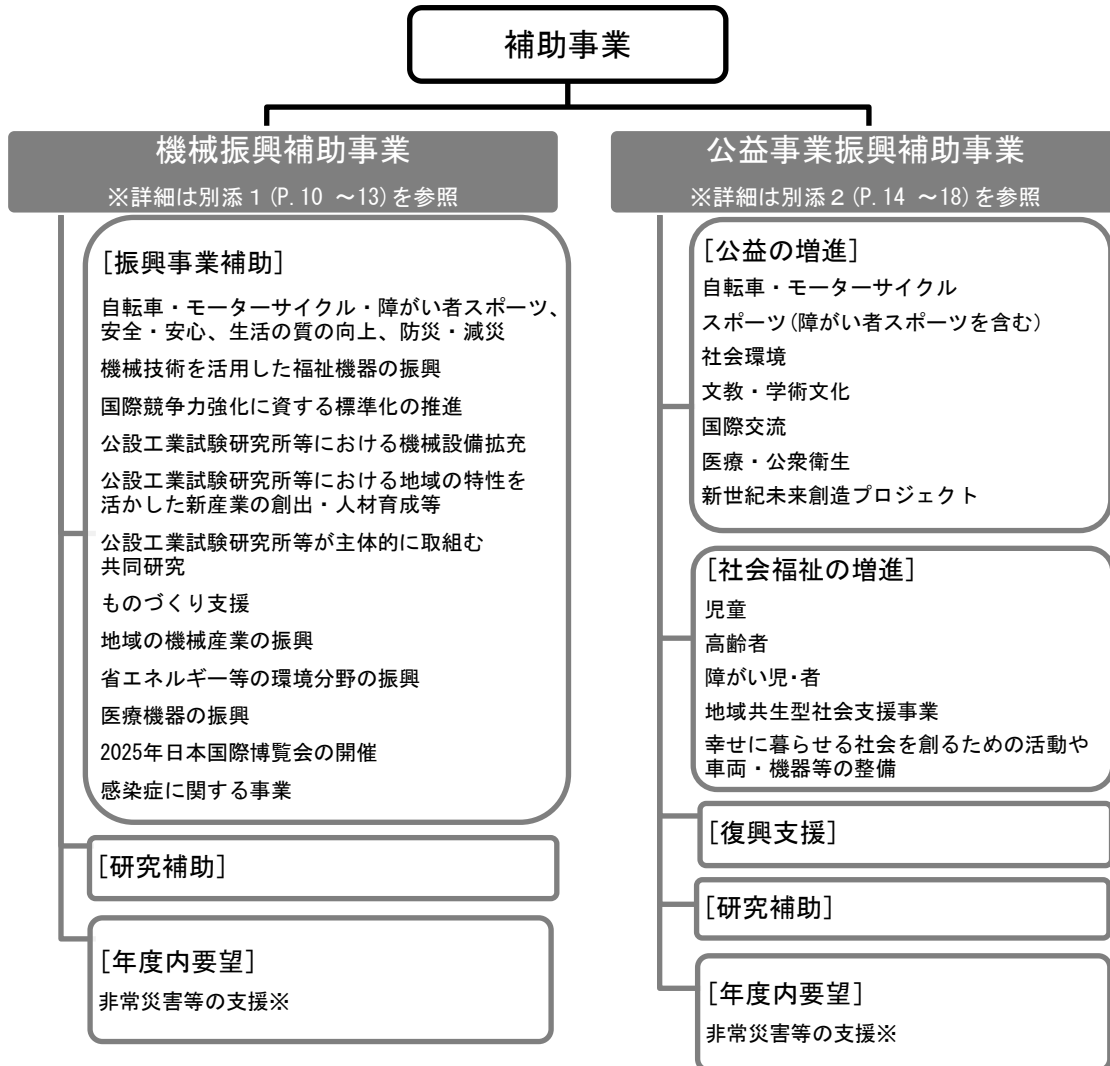 補助事業
機械振興補助事業
※詳細は別添１(P.10 ～13)を参照
[振興事業補助]
自転車・モーターサイクル・障がい者スポーツ、
安全・安心、生活の質の向上、防災・減災
機械技術を活用した福祉機器の振興
国際競争力強化に資する標準化の推進
公設工業試験研究所等における機械設備拡充
公設工業試験研究所等における地域の特性を
活かした新産業の創出・人材育成等
公設工業試験研究所等が主体的に取組む
共同研究
ものづくり支援
地域の機械産業の振興
省エネルギー等の環境分野の振興
医療機器の振興
2025年日本国際博覧会の開催
感染症に関する事業
[研究補助]
[年度内要望]
非常災害等の支援※
公益事業振興補助事業
※詳細は別添２(P.14 ～18)を参照
[公益の増進]
自転車・モーターサイクル
スポーツ(障がい者スポーツを含む)
社会環境
文教・学術文化
国際交流
医療・公衆衛生
新世紀未来創造プロジェクト
[社会福祉の増進]
児童
高齢者
障がい児・者
地域共生型社会支援事業
幸せに暮らせる社会を創るための活動や
車両・機器等の整備
[復興支援]
[研究補助]
[年度内要望]
非常災害等の支援※